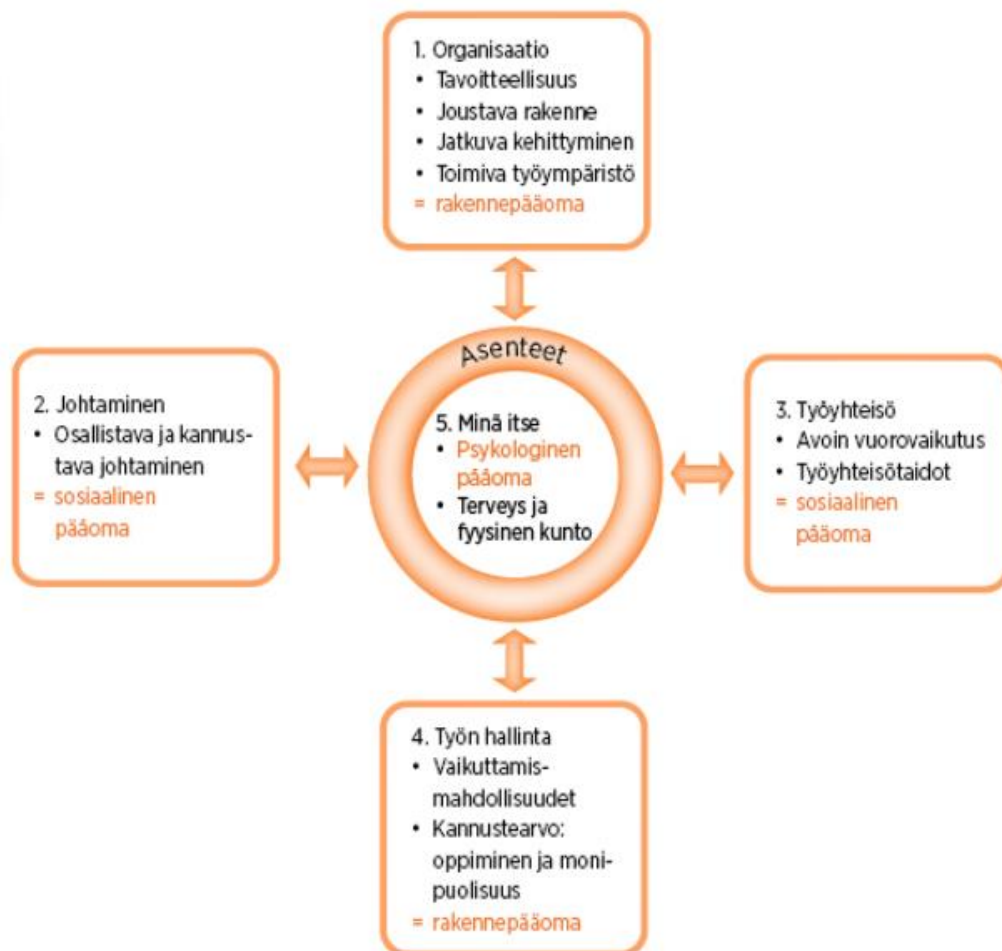 1. Organisaatio
• Tavoitteellisuus
• Joustava rakenne
• Jatkuva kehittyminen
• Toimiva työympäristö
= rakennepääoma
2. Johtaminen
• Osallistava ja kannus-
tava johtaminen
= sosiaalinen
pääoma
Asenteet
5. Minä itse
• Psykologinen
pääoma
• Terveys ja
fyysinen kunto
3. Työyhteisö
• Avoin vuorovaikutus
• Työyhteisötaidot
= sosiaalinen
pääoma
4. Työn hallinta
• Vaikuttamis-
mahdollisuudet
• Kannustearvo:
oppiminen ja moni-
puolisuus
= rakennepääoma